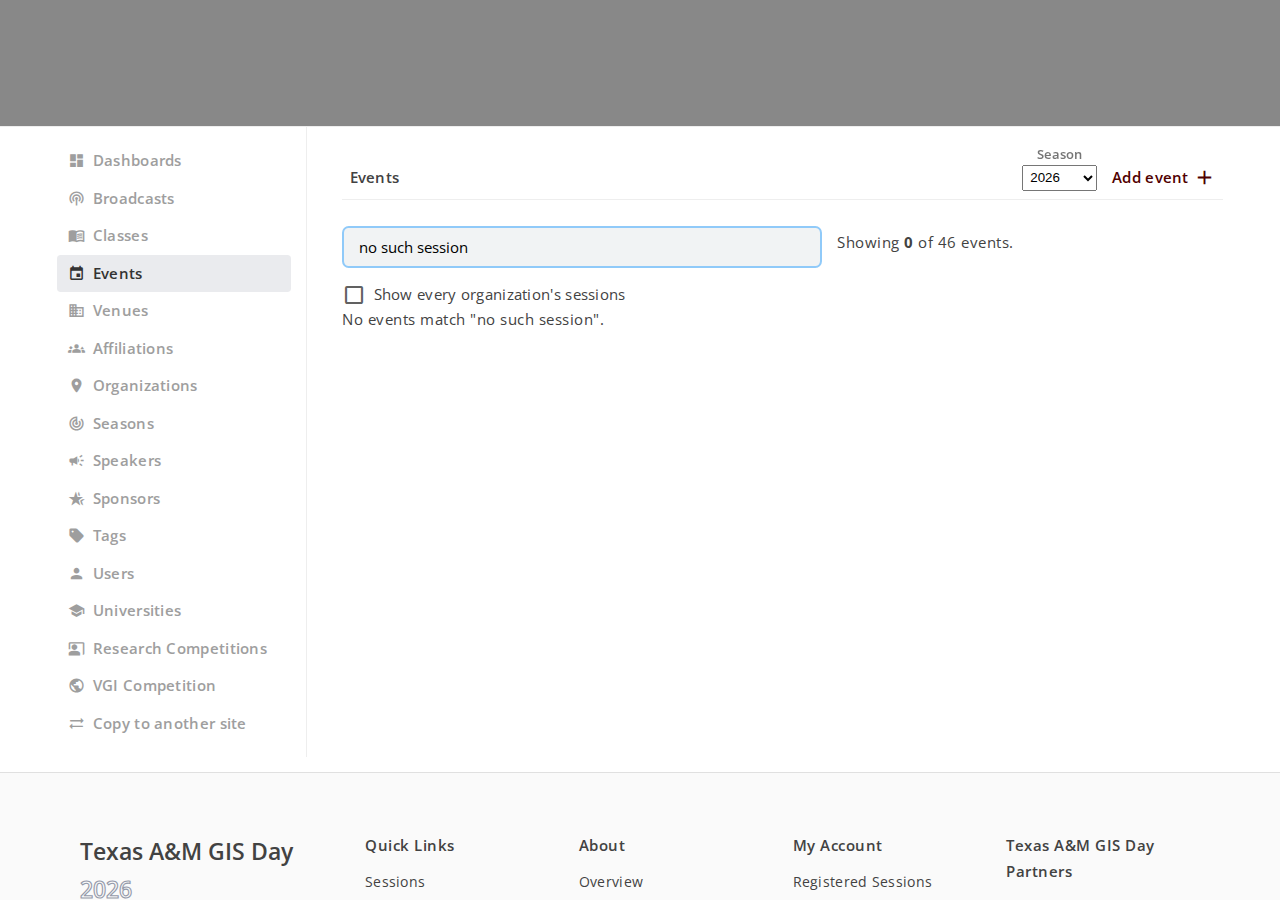 Dashboards
Broadcasts
Classes
Events
Venues
Affiliations
Organizations
Seasons
Speakers
Sponsors
Tags
Users
Universities
Research Competitions
VGI Competition
Copy to another site
Events
Season
2026
Add event
no such session
Showing 0 of 46 events.
Show every organization's sessions
No events match "no such session".
Texas A&M GIS Day
2026
Quick Links
Sessions
About
Overview
My Account
Registered Sessions
Texas A&M GIS Day
Partners